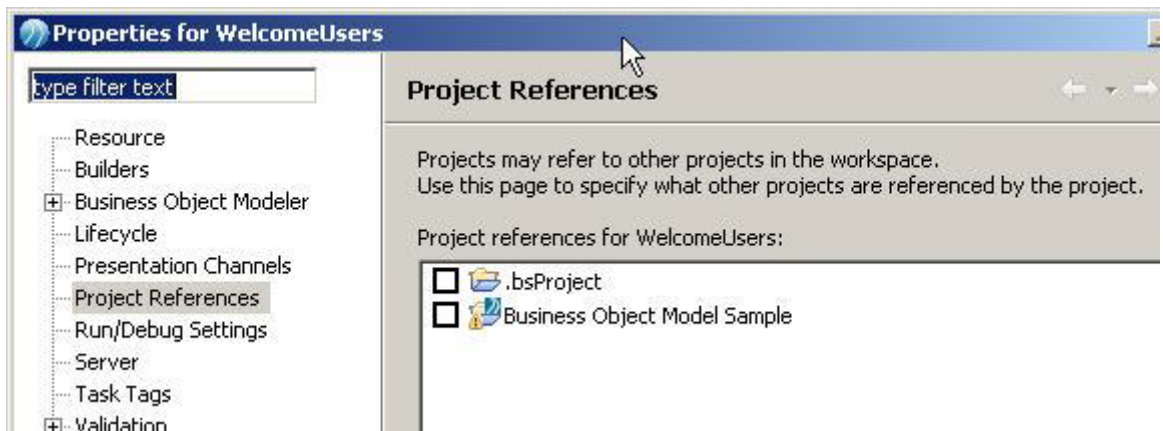 Properties for WelcomeUsers
type filter text
Resource
Builders
Business Object Modeler
Lifecycle
Presentation Channels
Project References
Run/Debug Settings
Server
Task Tags
Validation
Project References
Projects may refer to other projects in the workspace.
Use this page to specify what other projects are referenced by the project.
Project references for WelcomeUsers:
.bsProject
Business Object Model Sample